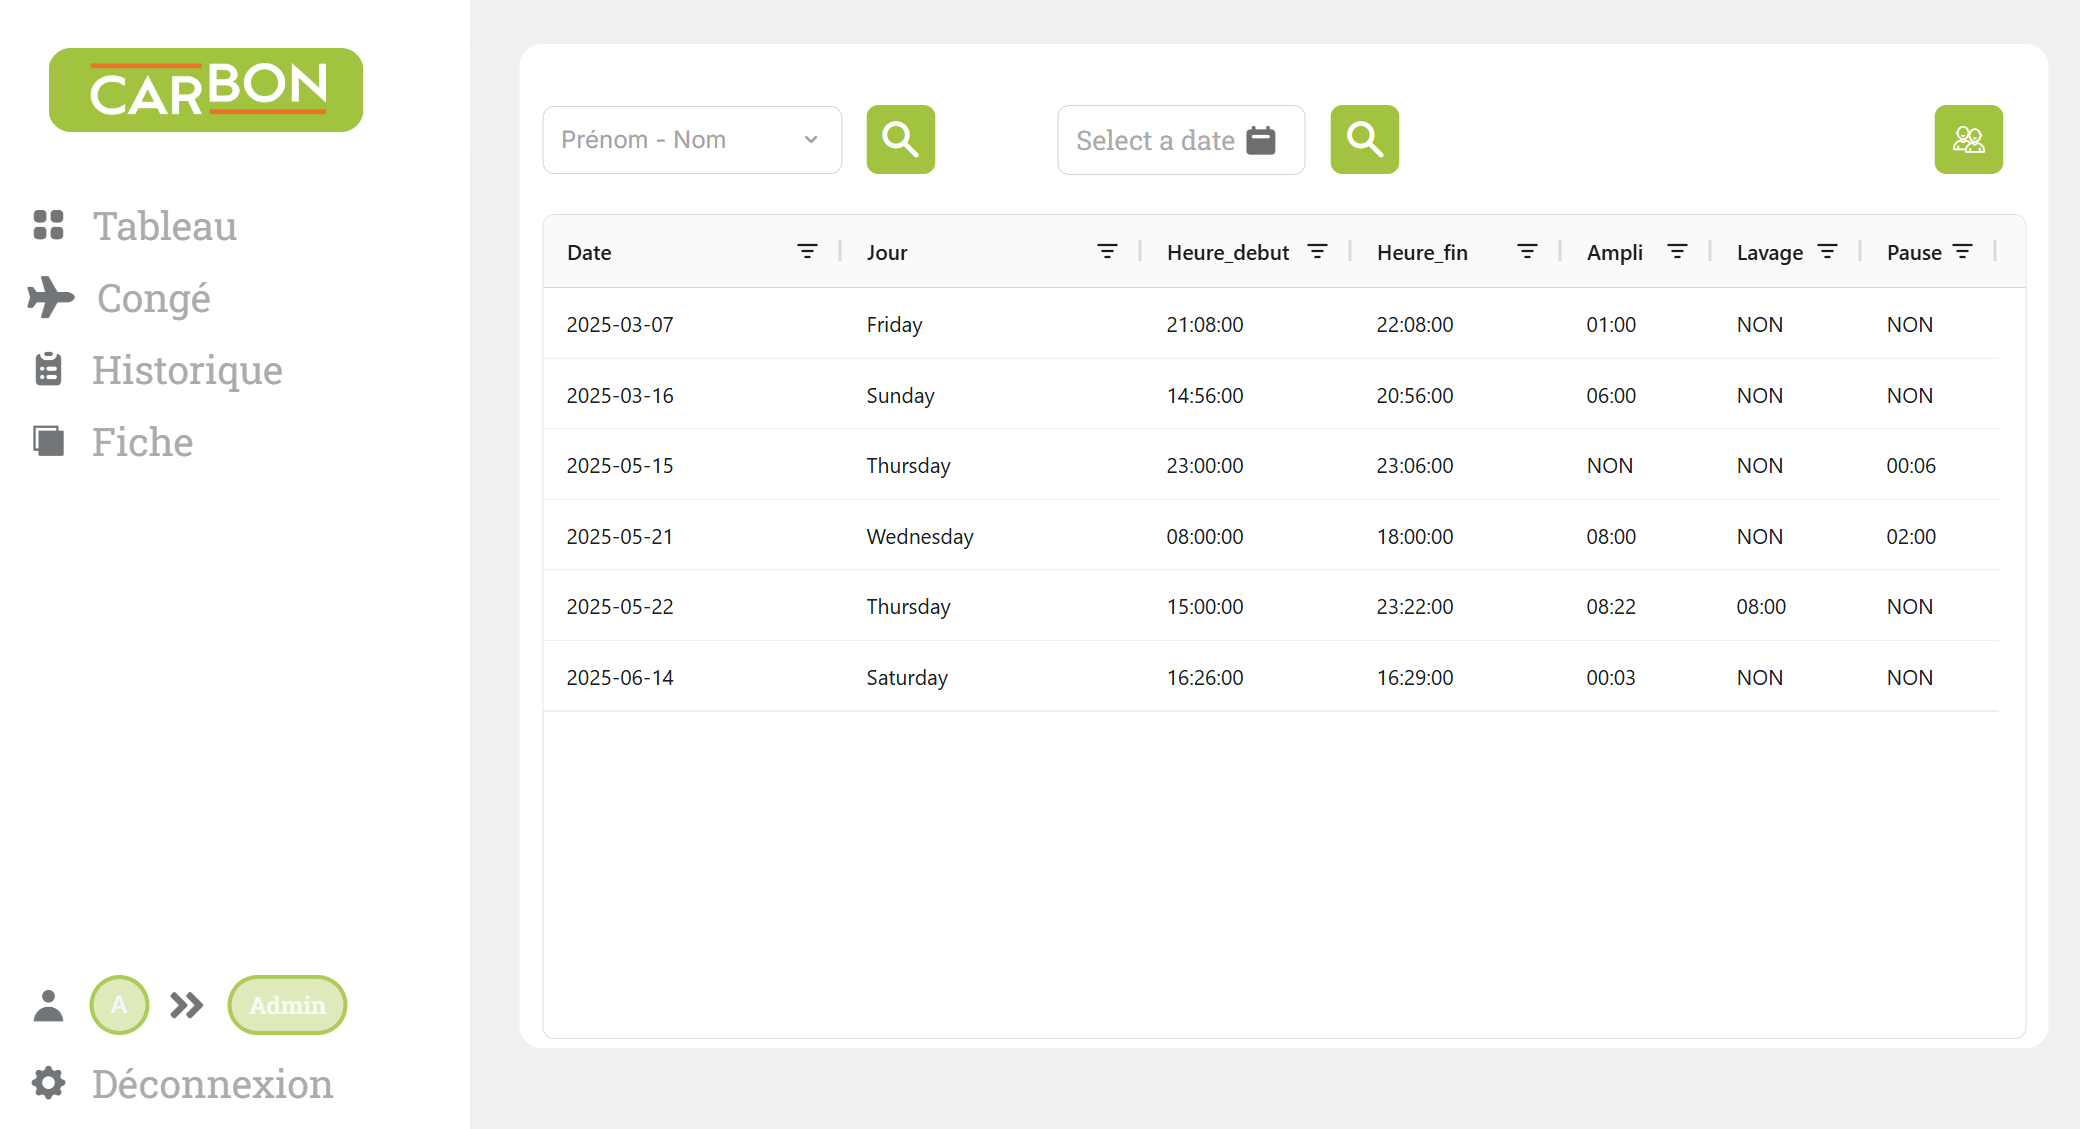 CARBON
Tableau
Congé
Historique
Fiche
A
Admin
Déconnexion
Prénom - Nom
Select a date
Date Jour Heure_debut Heure_fin Ampli Lavage Pause
2025-03-07 Friday 21:08:00 22:08:00 01:00 NON NON
2025-03-16 Sunday 14:56:00 20:56:00 06:00 NON NON
2025-05-15 Thursday 23:00:00 23:06:00 NON NON 00:06
2025-05-21 Wednesday 08:00:00 18:00:00 08:00 NON 02:00
2025-05-22 Thursday 15:00:00 23:22:00 08:22 08:00 NON
2025-06-14 Saturday 16:26:00 16:29:00 00:03 NON NON